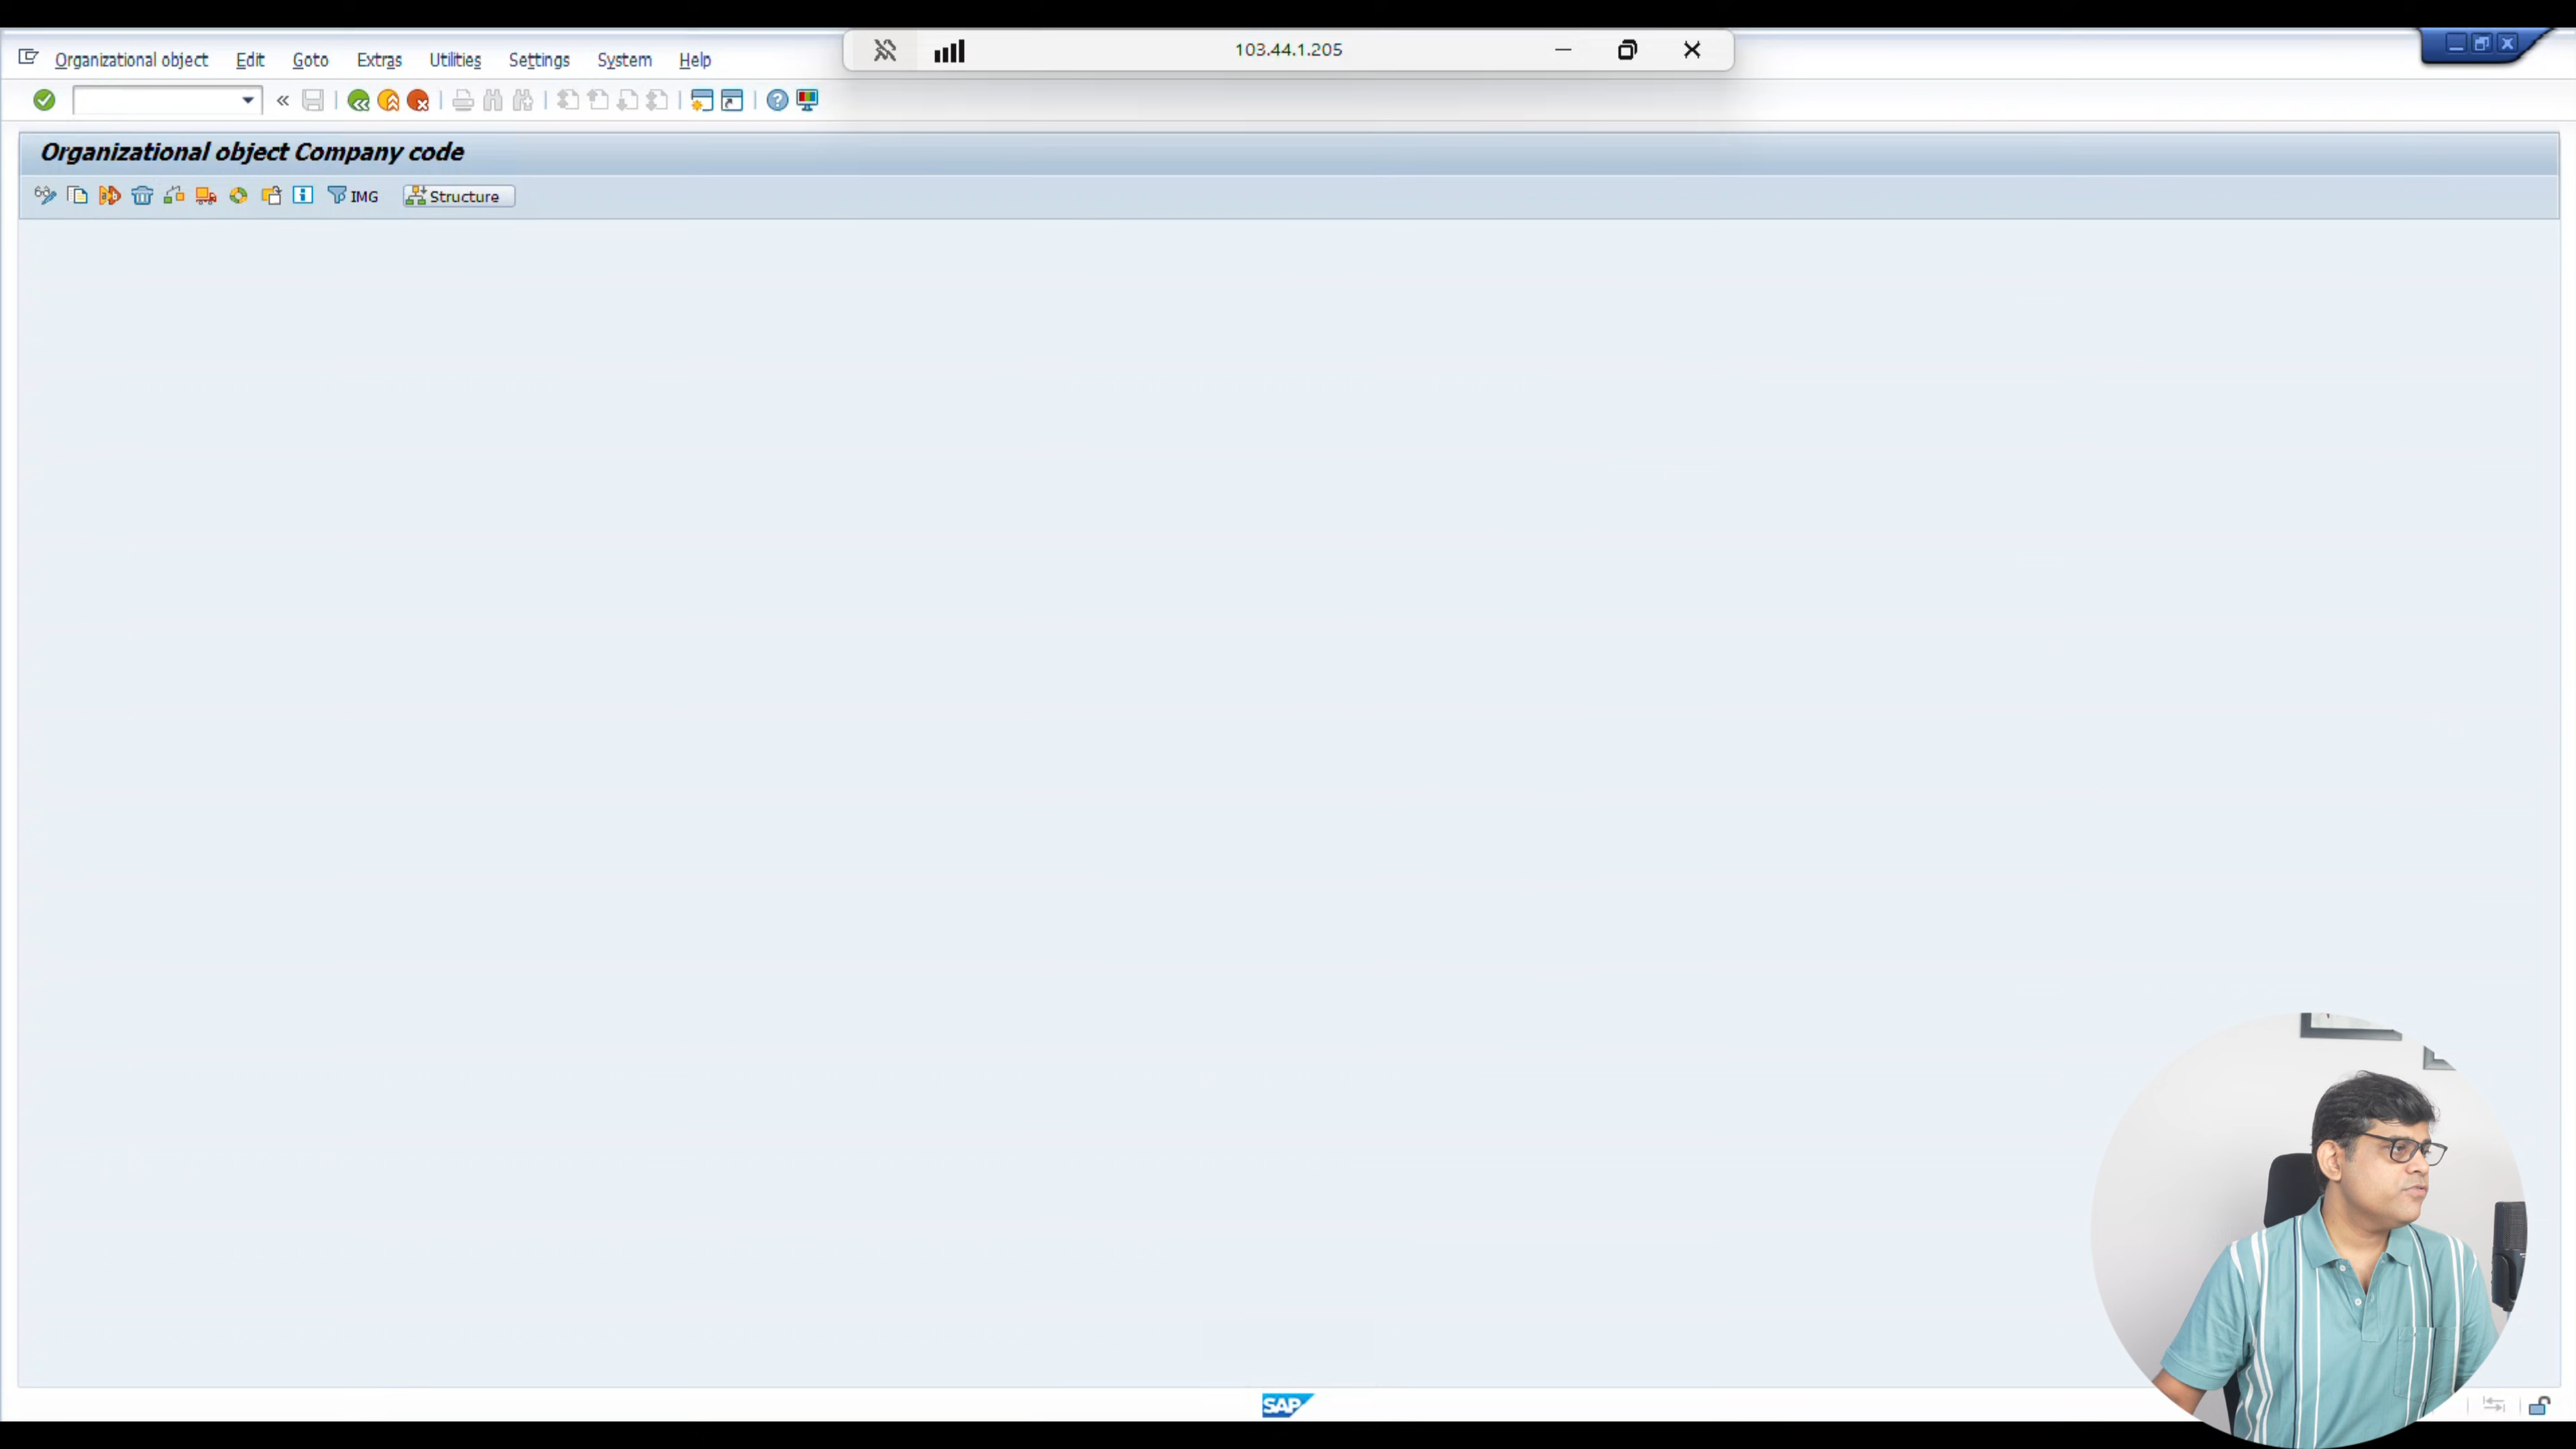 103.44.1.205
Organizational object Edit Goto Extras Utilities Settings System Help
Organizational object Company code
IMG Structure
SAP